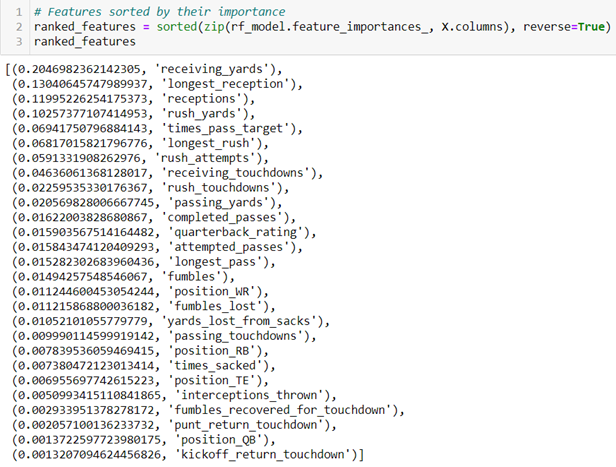 1 # Features sorted by their importance
2 ranked_features = sorted(zip(rf_model.feature_importances_, X.columns), reverse=True)
3 ranked_features
[(0.2046982362142305, 'receiving_yards'),
(0.13040645747989937, 'longest_reception'),
(0.11995226254175373, 'receptions'),
(0.10257377107414953, 'rush_yards'),
(0.06941750796884143, 'times_pass_target'),
(0.06817015821796776, 'longest_rush'),
(0.0591331908262976, 'rush_attempts'),
(0.04636061368128017, 'receiving_touchdowns'),
(0.02259535330176367, 'rush_touchdowns'),
(0.020569828006667745, 'passing_yards'),
(0.01622003828680867, 'completed_passes'),
(0.015903567514164482, 'quarterback_rating'),
(0.015843474120409293, 'attempted_passes'),
(0.015282302683960436, 'longest_pass'),
(0.01494257548546067, 'fumbles'),
(0.011244600453054244, 'position_WR'),
(0.011215868800036182, 'fumbles_lost'),
(0.01052101055779779, 'yards_lost_from_sacks'),
(0.009990114599919142, 'passing_touchdowns'),
(0.007839536059469415, 'position_RB'),
(0.007380472123013414, 'times_sacked'),
(0.006955697742615223, 'position_TE'),
(0.0050993415110841865, 'interceptions_thrown'),
(0.002933951378278172, 'fumbles_recovered_for_touchdown'),
(0.002057100136233732, 'punt_return_touchdown'),
(0.0013722597723980175, 'position_QB'),
(0.0013207094624456826, 'kickoff_return_touchdown')]